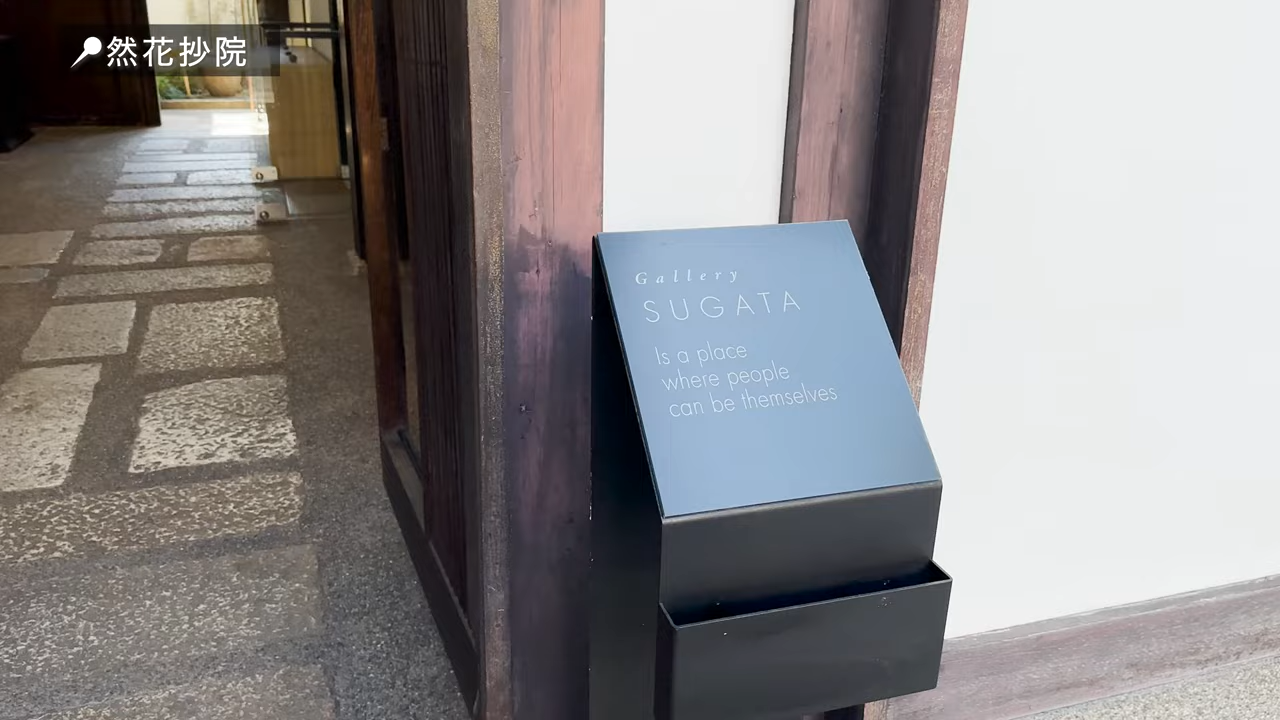 然花抄院
Gallery
SUGATA
Is a place
where people
can be themselves